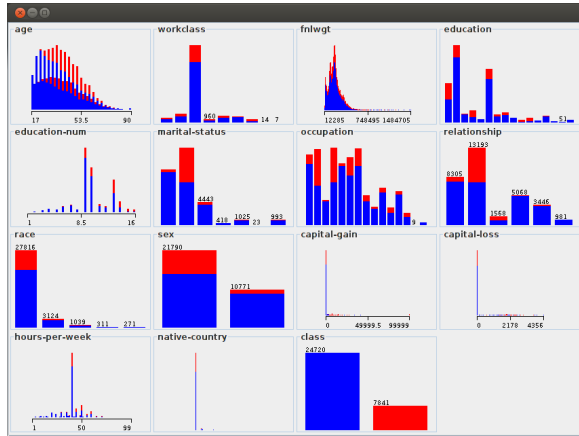 age
17 53.5 90
workclass
960 14 7
fnlwgt
12285 748495 1484705
education
51
education-num
1 8.5 16
marital-status
4443 418 1025 23 993
occupation
9
relationship
8305 13193 1568 5068 3446 981
race
27816 3124 1039 311 271
sex
21790 10771
capital-gain
0 49999.5 99999
capital-loss
0 2178 4356
hours-per-week
1 50 99
native-country
class
24720 7841